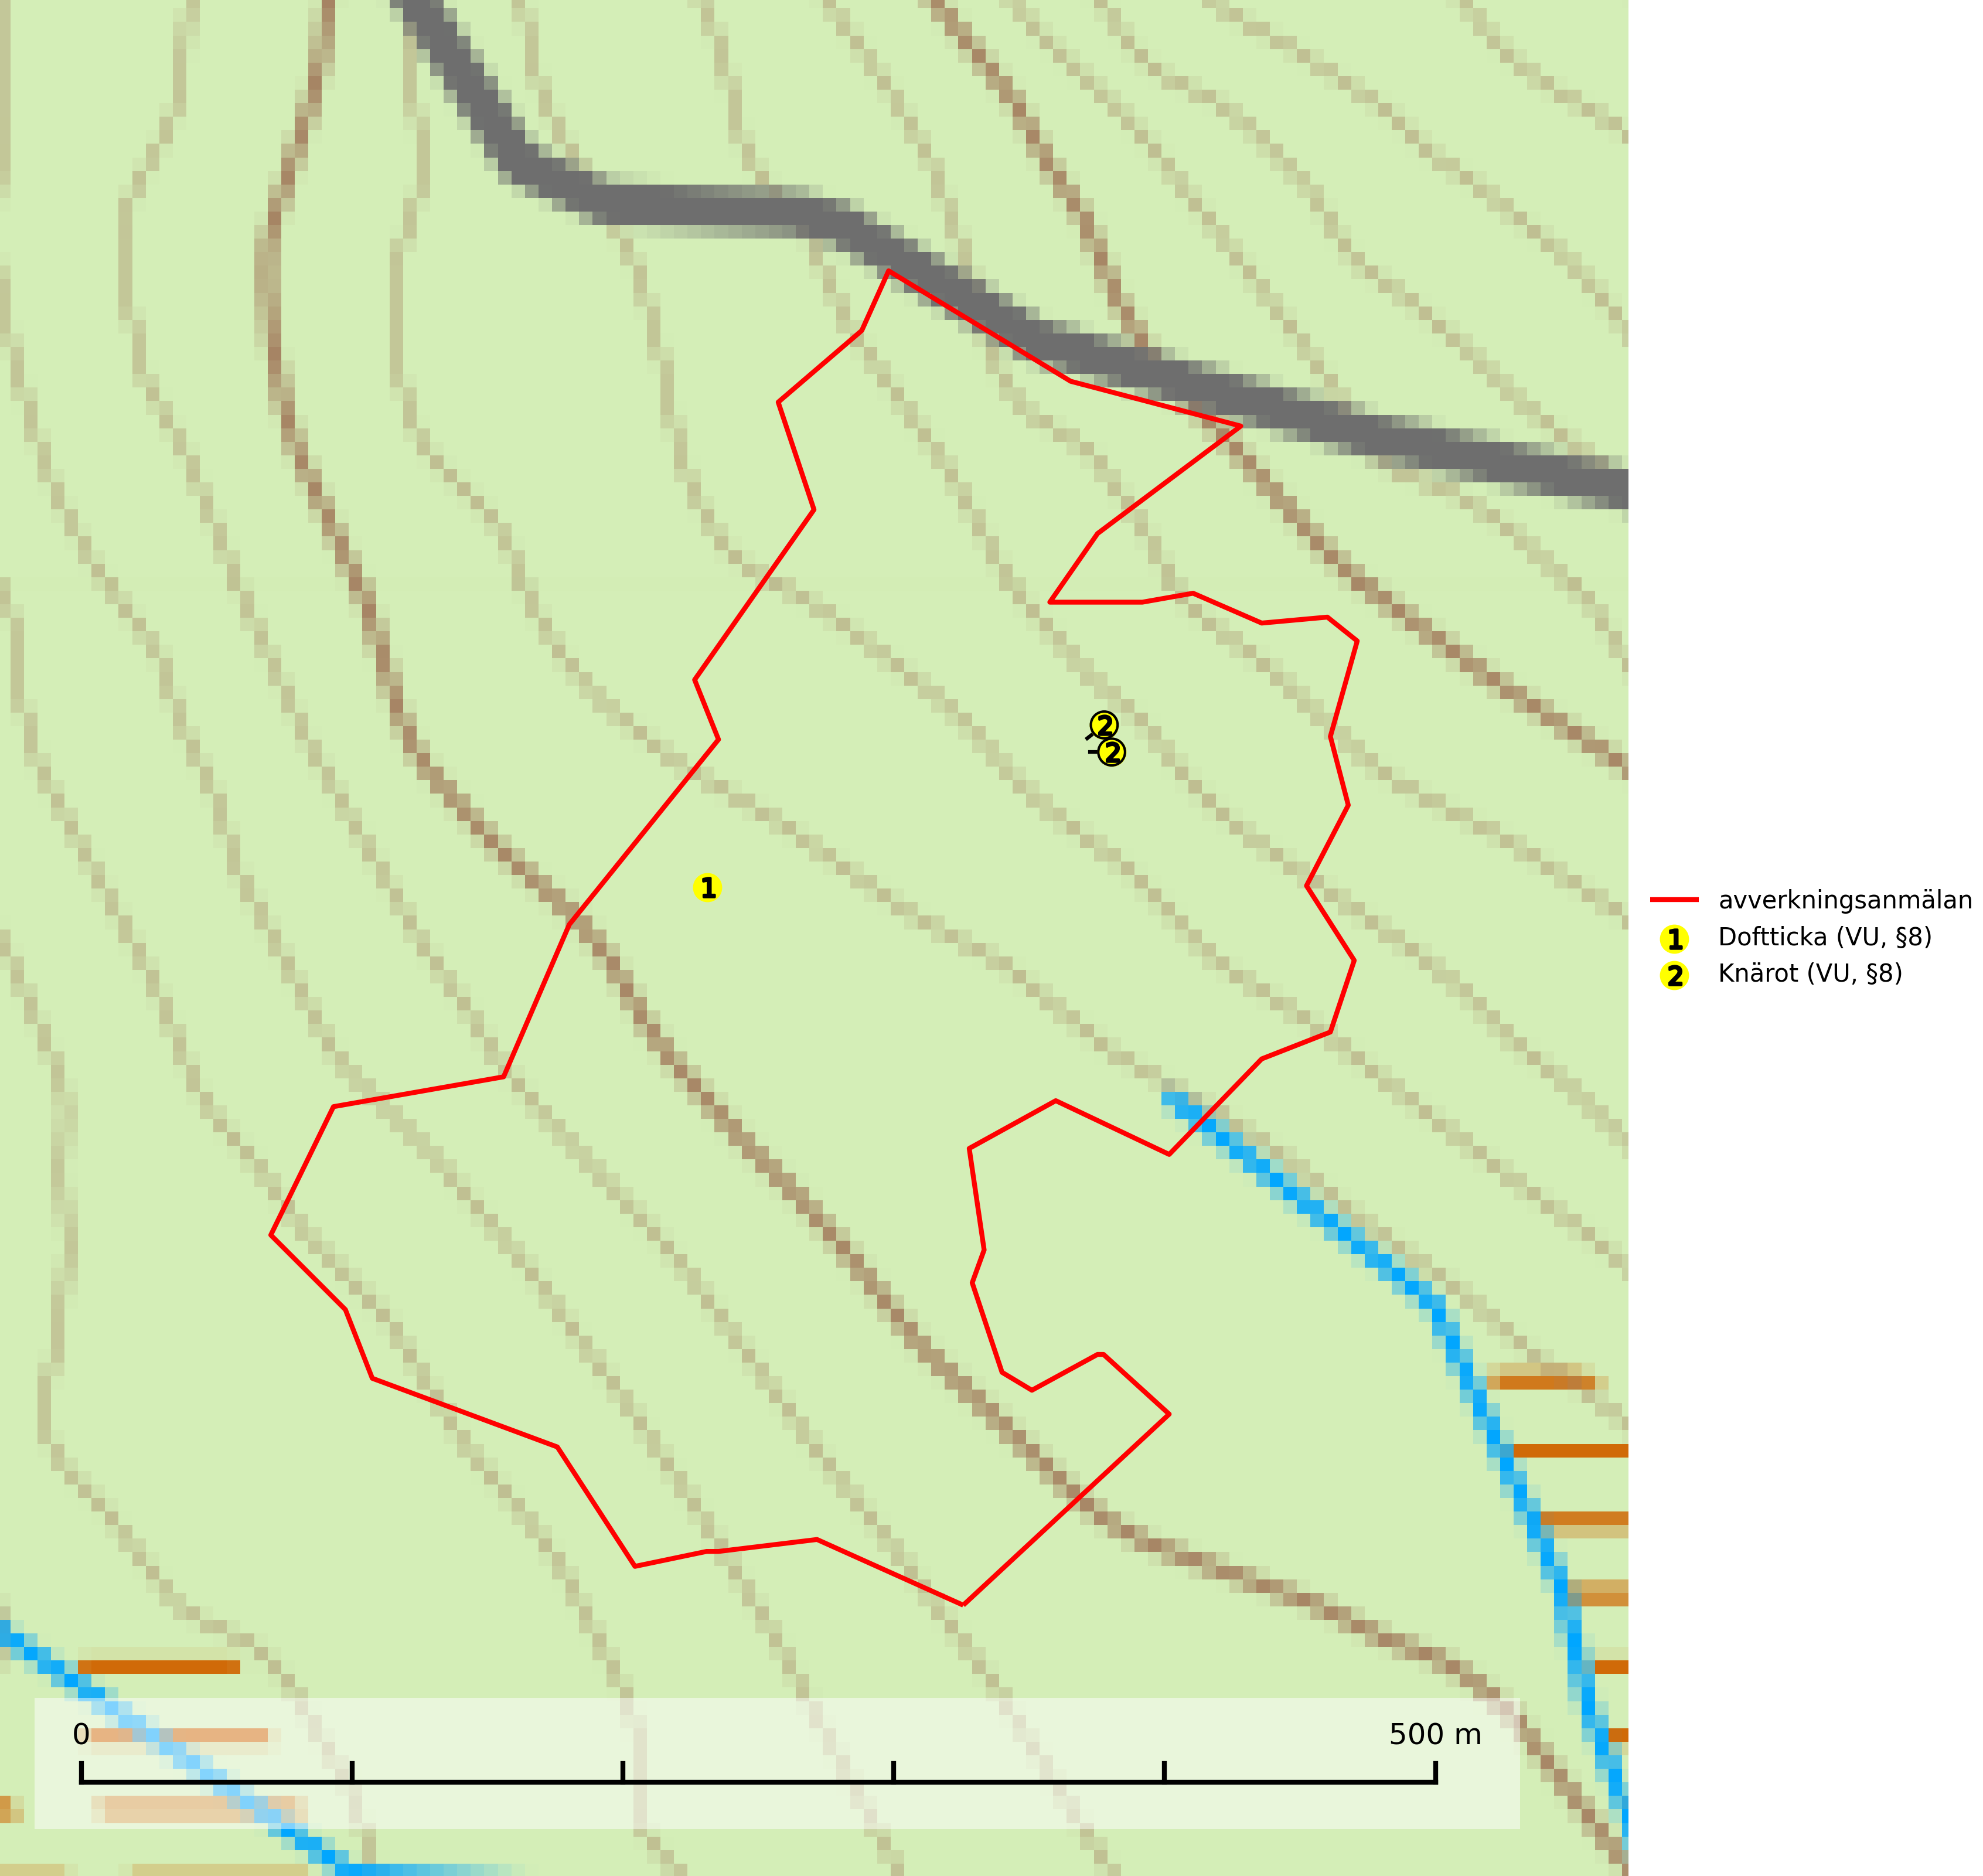 2
2
1
avverkningsanmälan
1 Doftticka (VU, §8)
2 Knärot (VU, §8)
0 500 m